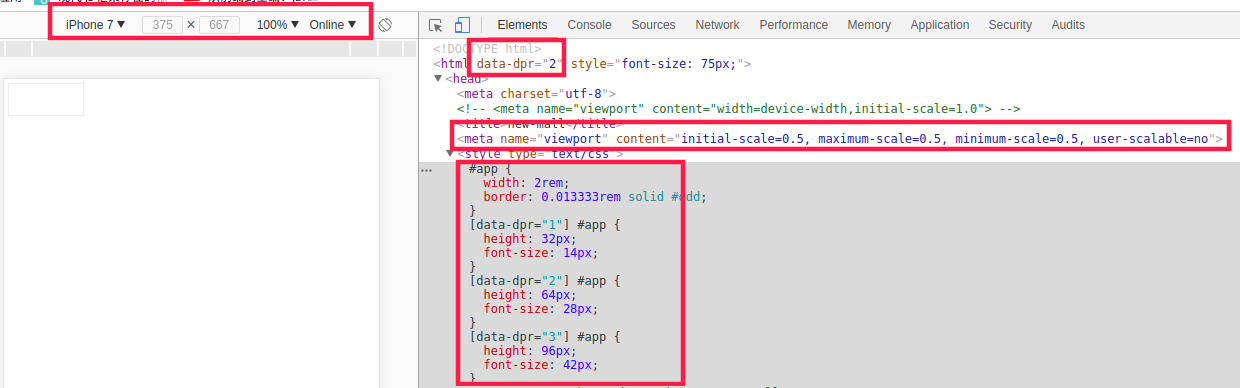 iPhone 7 ▼ 375 × 667 100% ▼ Online ▼
Elements Console Sources Network Performance Memory Application Security Audits
<!DOCTYPE html>
<html data-dpr="2" style="font-size: 75px;">
▼<head>
<meta charset="utf-8">
<!-- <meta name="viewport" content="width=device-width,initial-scale=1.0"> -->
<title>new-mall</title>
<meta name="viewport" content="initial-scale=0.5, maximum-scale=0.5, minimum-scale=0.5, user-scalable=no">
▼<style type="text/css">
... #app {
width: 2rem;
border: 0.013333rem solid #ddd;
}
[data-dpr="1"] #app {
height: 32px;
font-size: 14px;
}
[data-dpr="2"] #app {
height: 64px;
font-size: 28px;
}
[data-dpr="3"] #app {
height: 96px;
font-size: 42px;
}